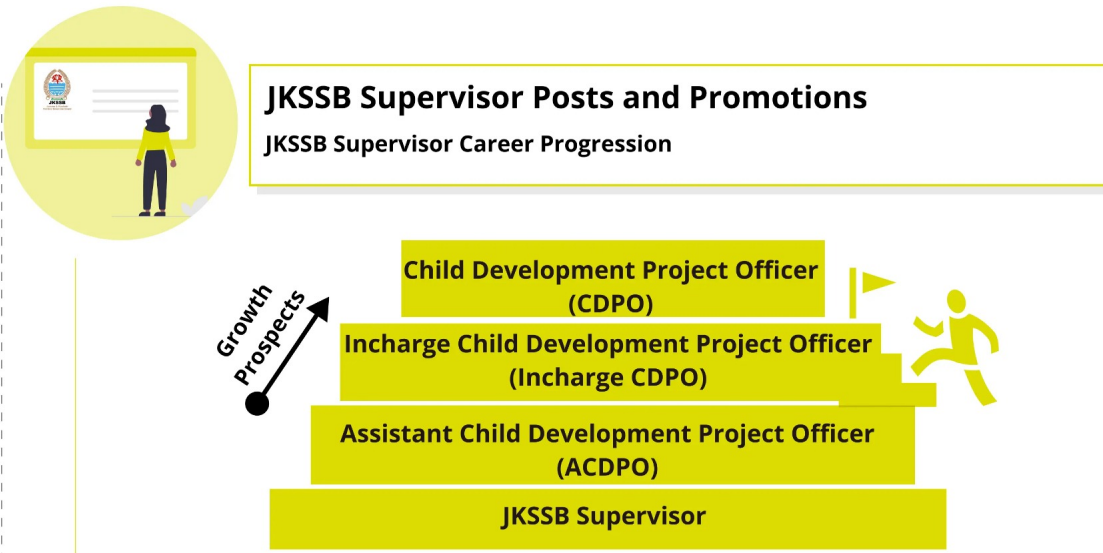 JKSSB
JKSSB Supervisor Posts and Promotions
JKSSB Supervisor Career Progression
Growth
Prospects
Child Development Project Officer
(CDPO)
Incharge Child Development Project Officer
(Incharge CDPO)
Assistant Child Development Project Officer
(ACDPO)
JKSSB Supervisor